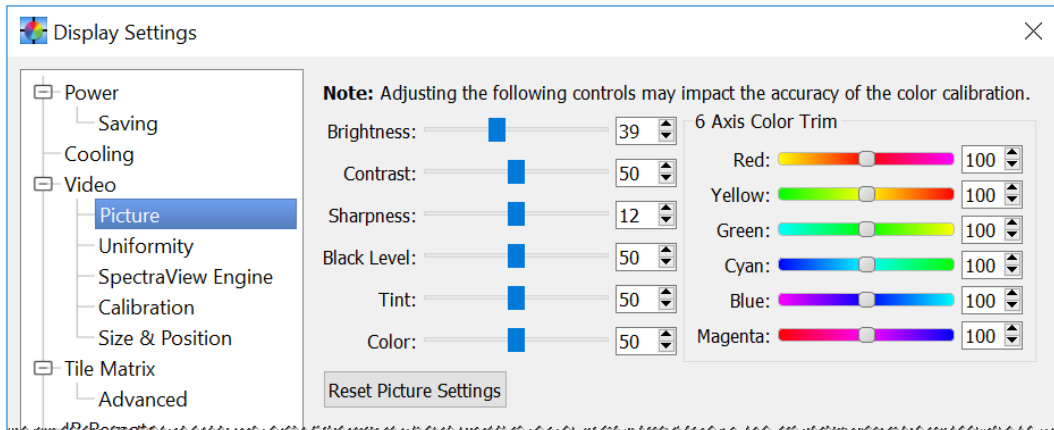 Display Settings
Power
Saving
Cooling
Video
Picture
Uniformity
SpectraView Engine
Calibration
Size & Position
Tile Matrix
Advanced
Note: Adjusting the following controls may impact the accuracy of the color calibration.
Brightness: 39
Contrast: 50
Sharpness: 12
Black Level: 50
Tint: 50
Color: 50
Reset Picture Settings
6 Axis Color Trim
Red: 100
Yellow: 100
Green: 100
Cyan: 100
Blue: 100
Magenta: 100